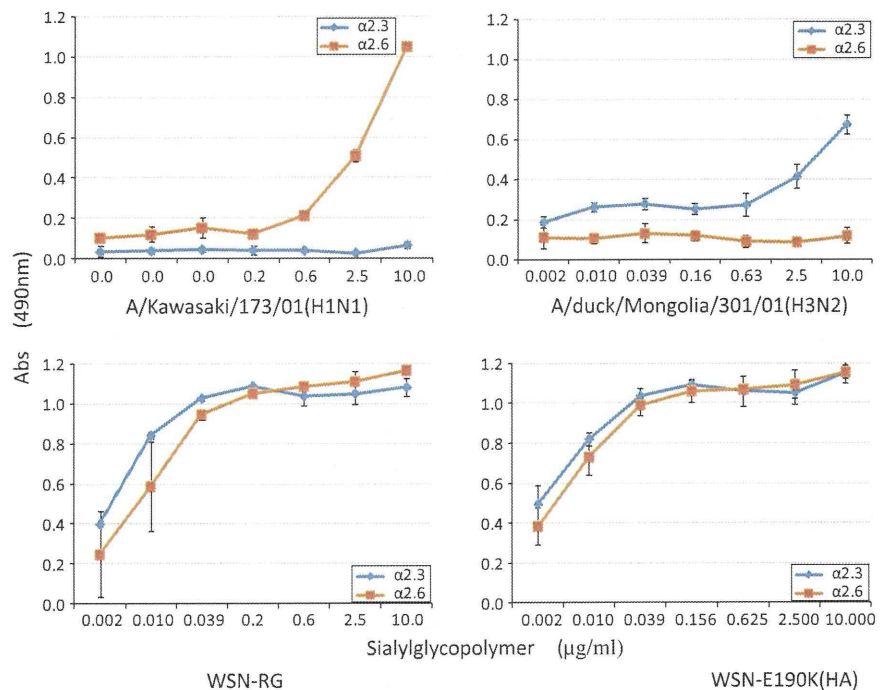 α2.3
α2.6
1.2
1.0
0.8
0.6
0.4
0.2
0.0
0.0 0.0 0.0 0.2 0.6 2.5 10.0
A/Kawasaki/173/01(H1N1)
α2.3
α2.6
1.2
1.0
0.8
0.6
0.4
0.2
0.0
0.002 0.010 0.039 0.16 0.63 2.5 10.0
A/duck/Mongolia/301/01(H3N2)
Abs (490nm)
1.2
1.0
0.8
0.6
0.4
0.2
0.0
α2.3
α2.6
0.002 0.010 0.039 0.2 0.6 2.5 10.0
1.2
1.0
0.8
0.6
0.4
0.2
0.0
α2.3
α2.6
0.002 0.010 0.039 0.156 0.625 2.500 10.000
Sialylglycopolymer (μg/ml)
WSN-RG
WSN-E190K(HA)